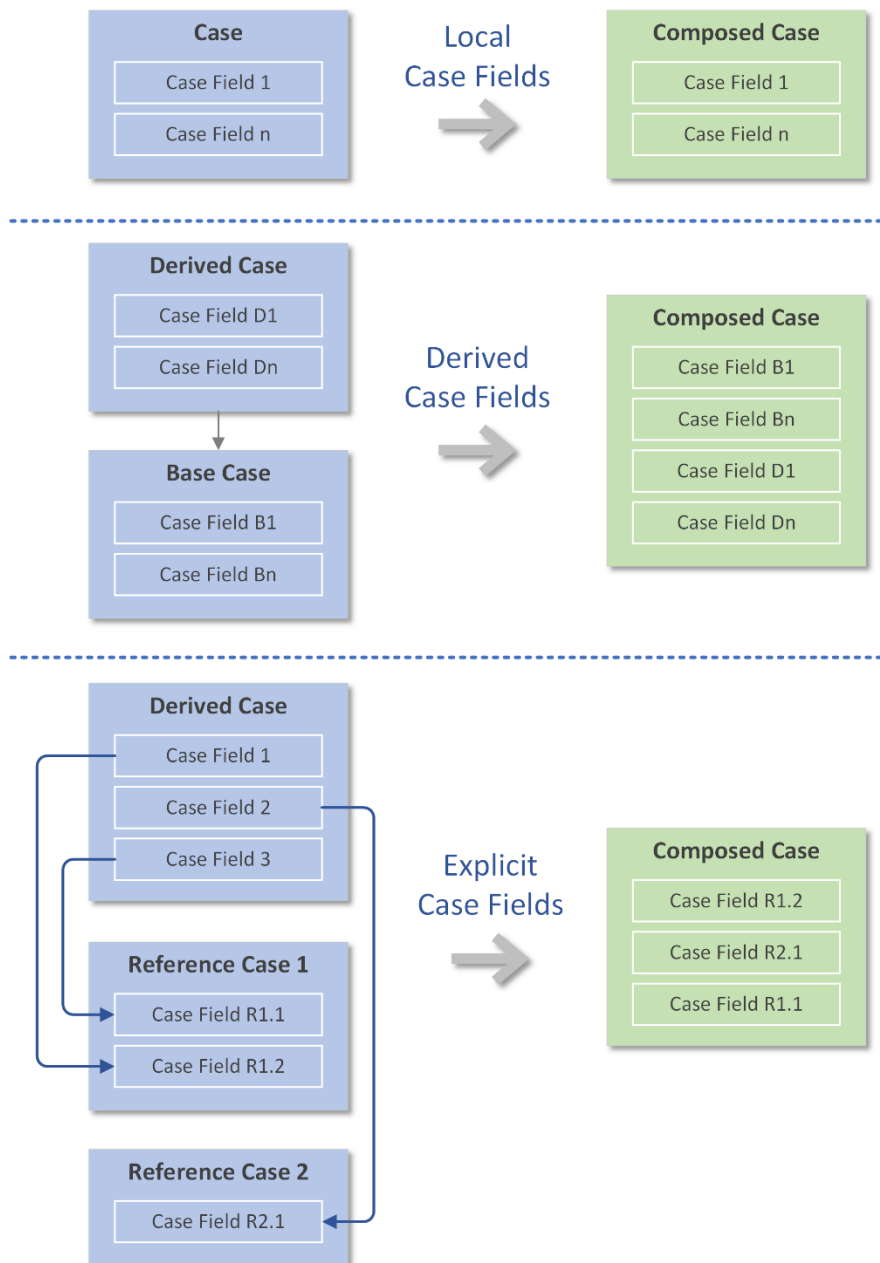 Case
Case Field 1
Case Field n
Local
Case Fields
Composed Case
Case Field 1
Case Field n
Derived Case
Case Field D1
Case Field Dn
Base Case
Case Field B1
Case Field Bn
Derived
Case Fields
Composed Case
Case Field B1
Case Field Bn
Case Field D1
Case Field Dn
Derived Case
Case Field 1
Case Field 2
Case Field 3
Reference Case 1
Case Field R1.1
Case Field R1.2
Reference Case 2
Case Field R2.1
Explicit
Case Fields
Composed Case
Case Field R1.2
Case Field R2.1
Case Field R1.1